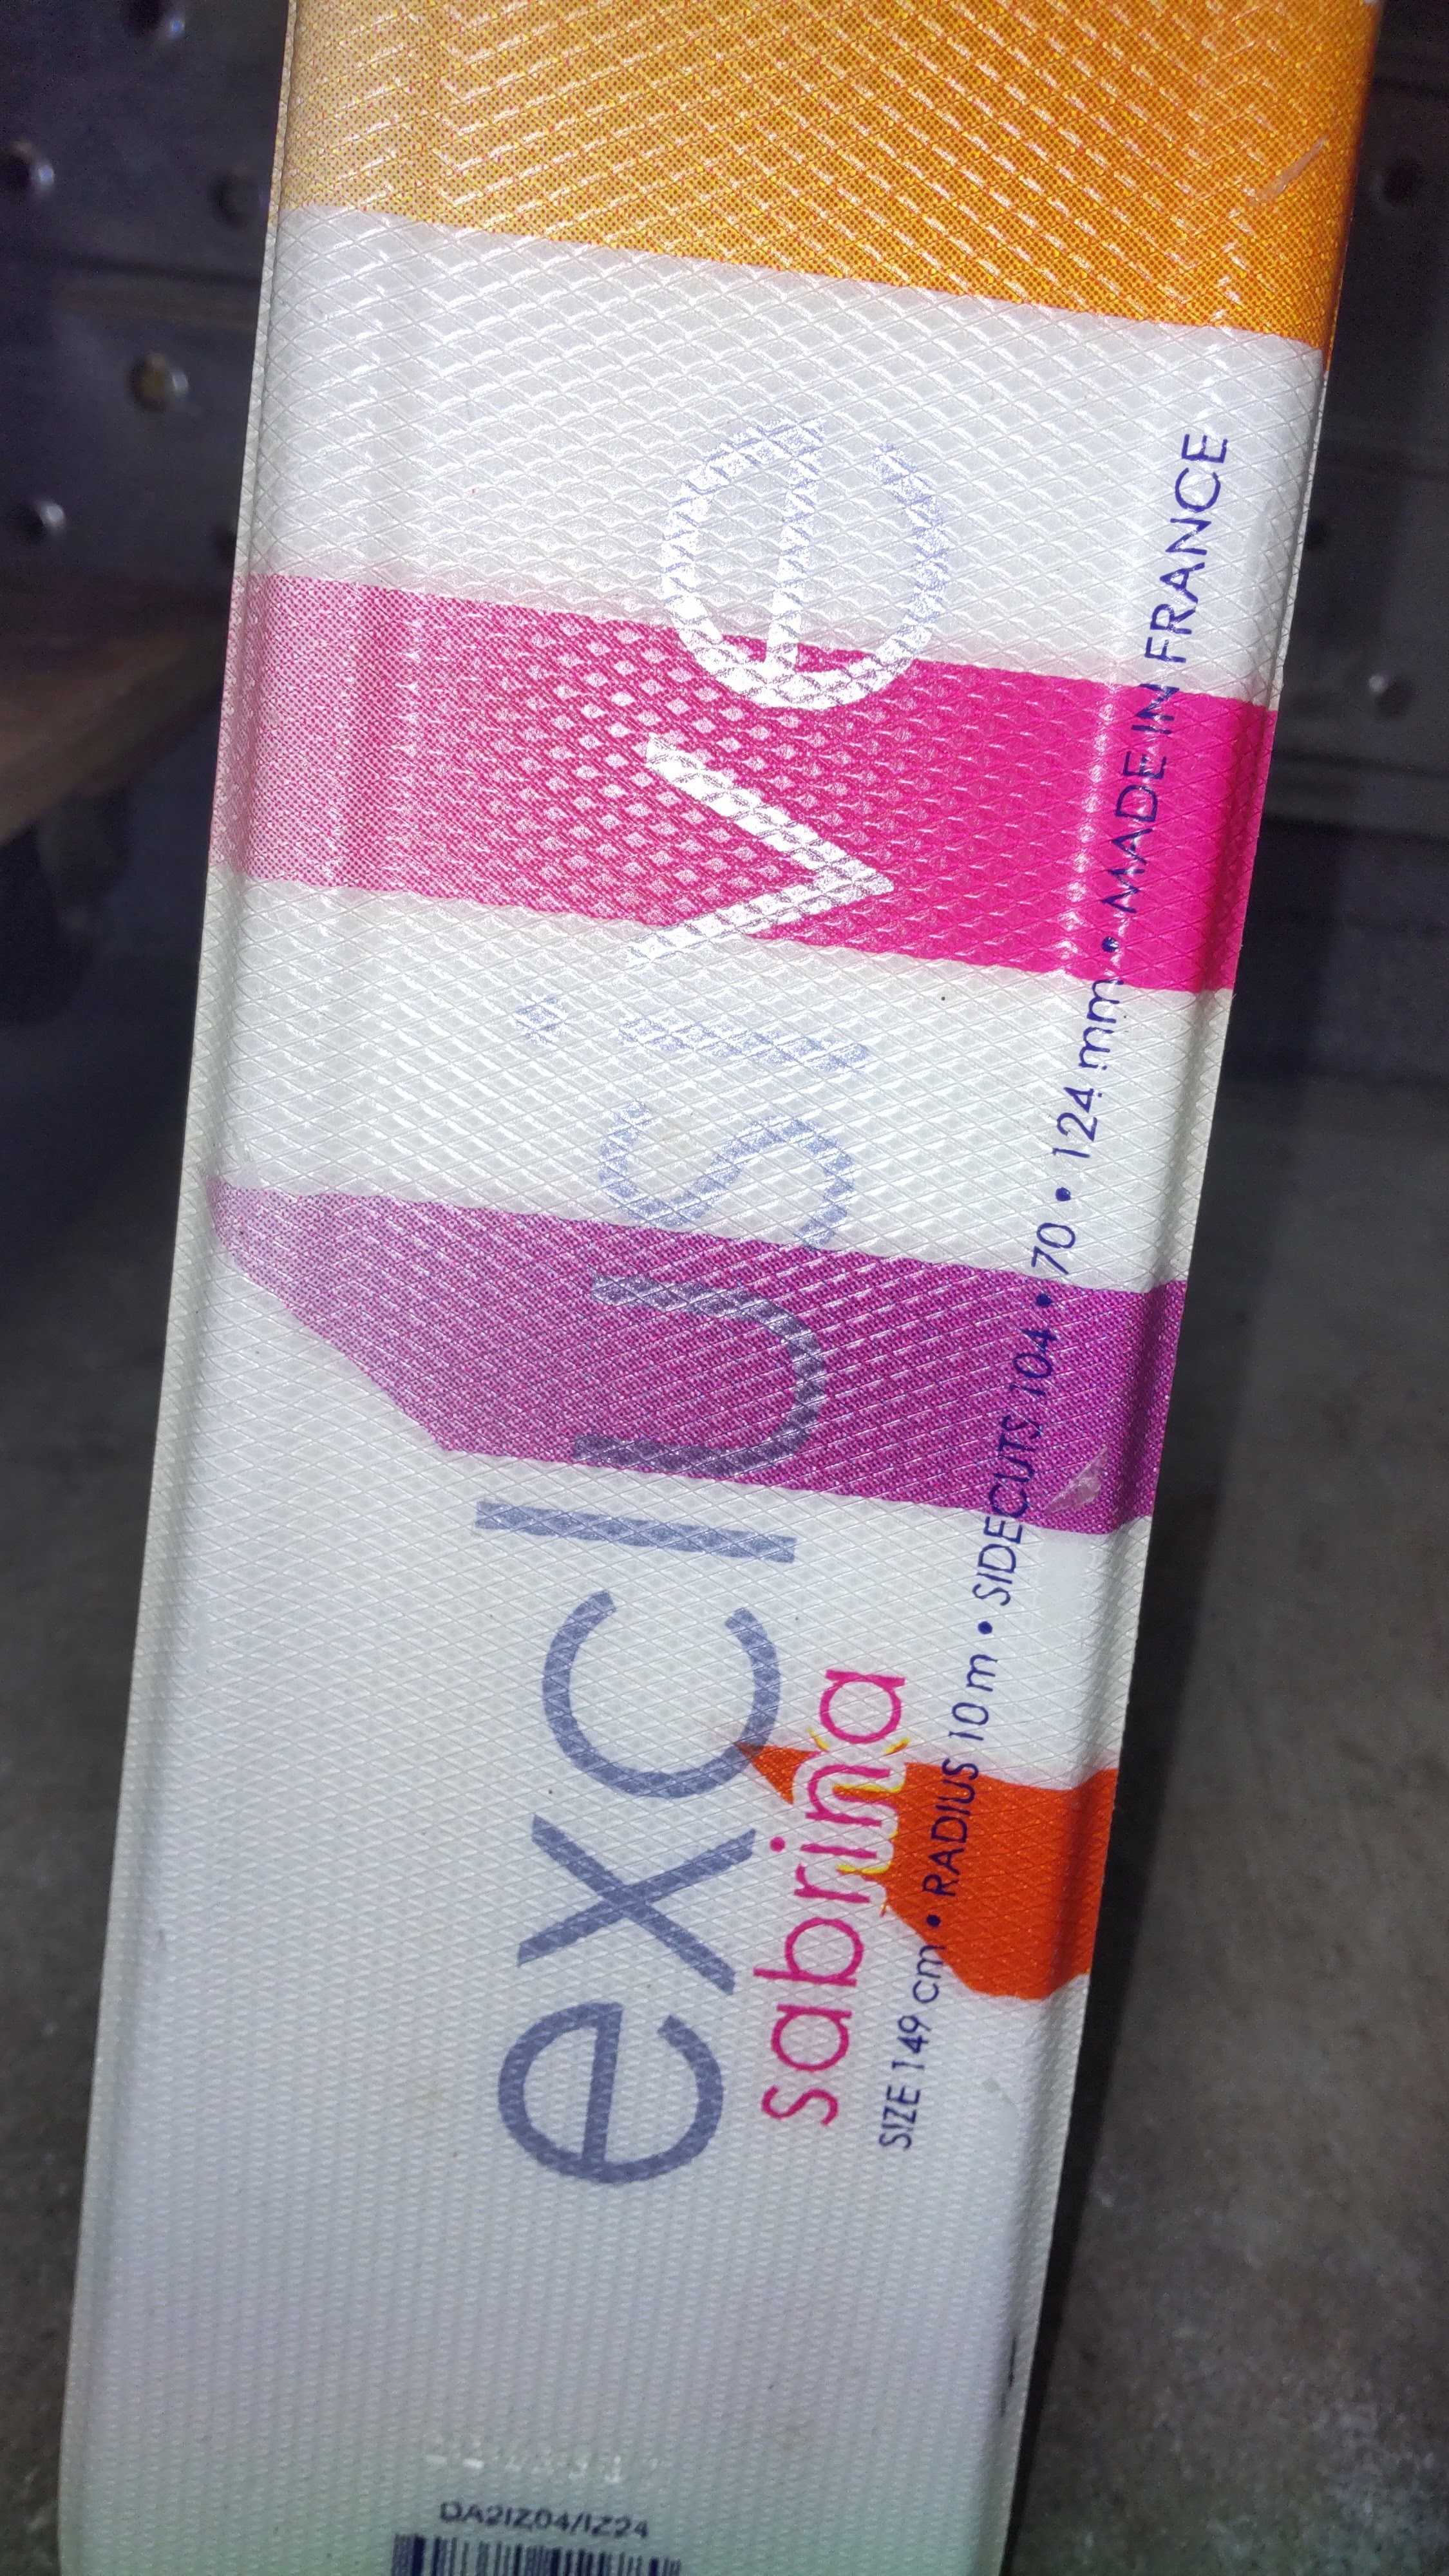 exclusive
sabrina
SIZE 149 cm • RADIUS 10 m • SIDECUTS 104 • 70 • 124 mm • MADE IN FRANCE
DA2IZ04/IZ24